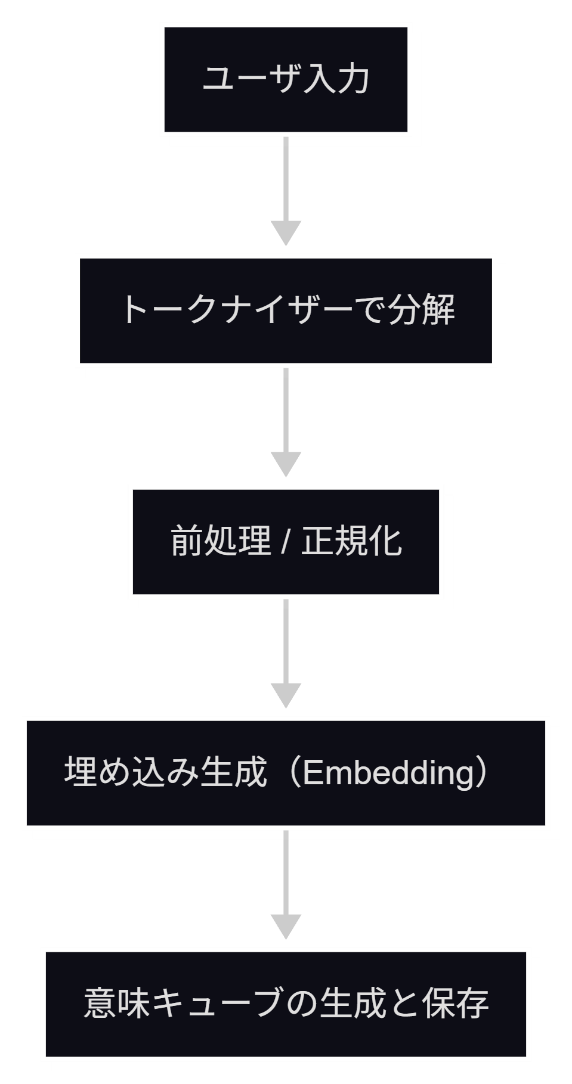 ユーザ入力
トークナイザーで分解
前処理 / 正規化
埋め込み生成（Embedding）
意味キューブの生成と保存